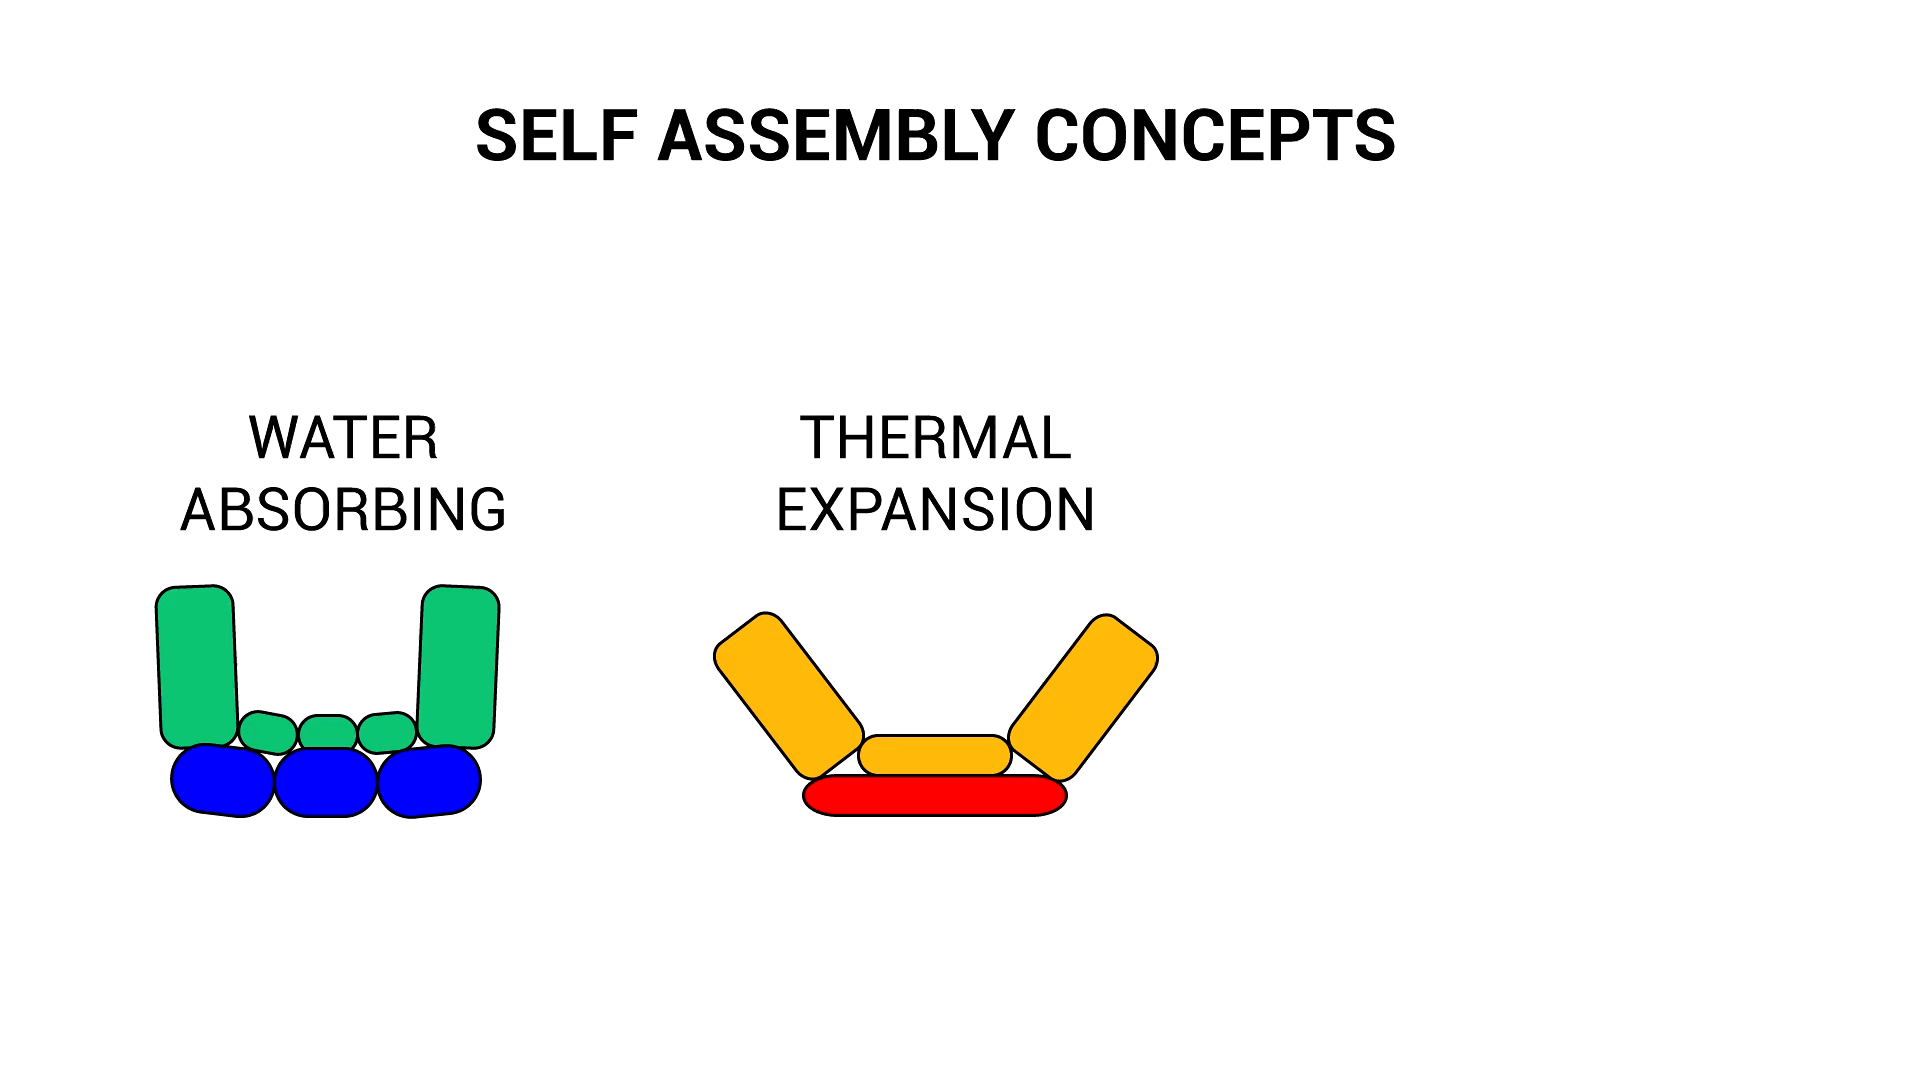 SELF ASSEMBLY CONCEPTS
WATER
ABSORBING
THERMAL
EXPANSION